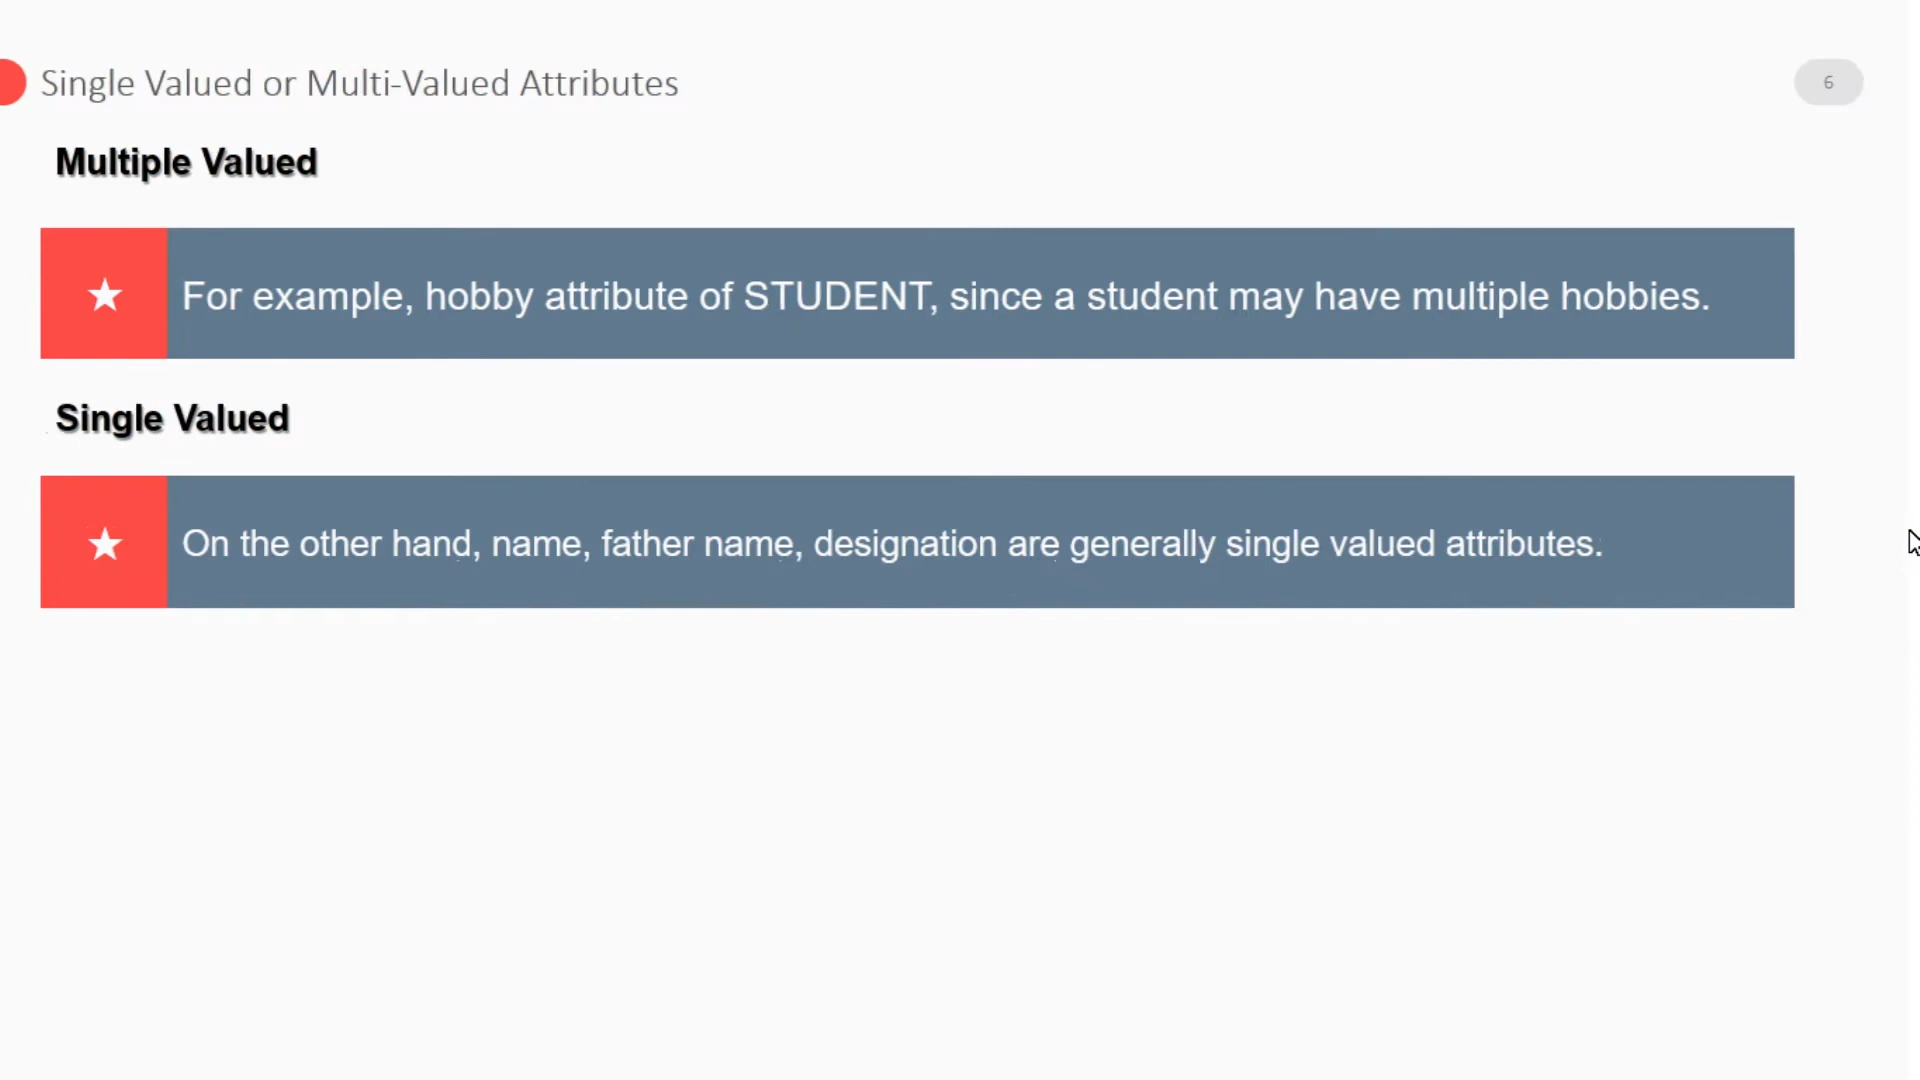 Single Valued or Multi-Valued Attributes
6
Multiple Valued
For example, hobby attribute of STUDENT, since a student may have multiple hobbies.
Single Valued
On the other hand, name, father name, designation are generally single valued attributes.